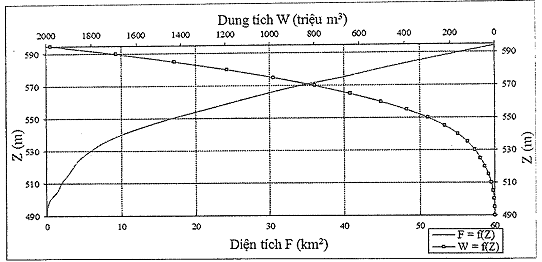 Dung tích W (triệu m³)
2000 1800 1600 1400 1200 1000 800 600 400 200 0
590 590
570 570
Z (m) 550 550 Z (m)
530 530
510 510
490 490
0 10 20 30 40 50 60
Diện tích F (km²)
F = f(Z)
W = f(Z)